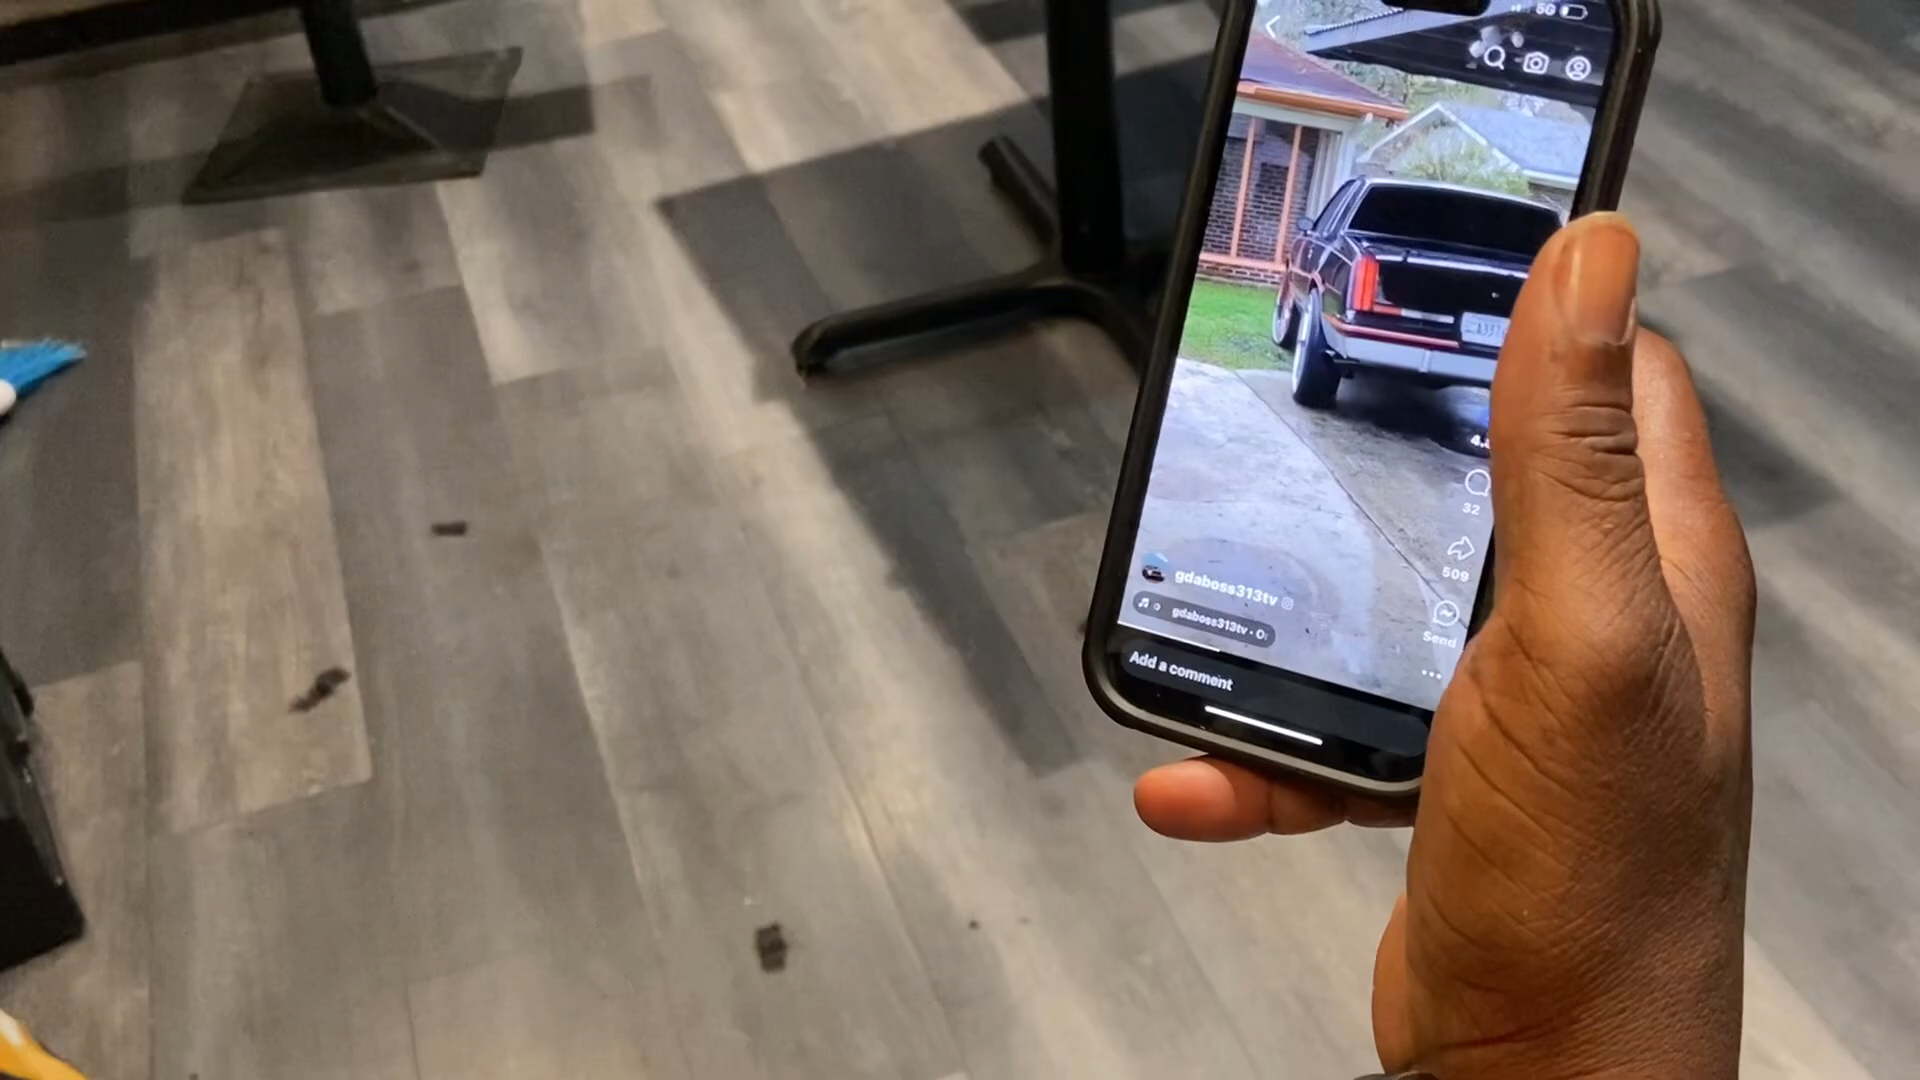 5G
32
509
gdaboss313tv
gdaboss313tv • O
Send
Add a comment